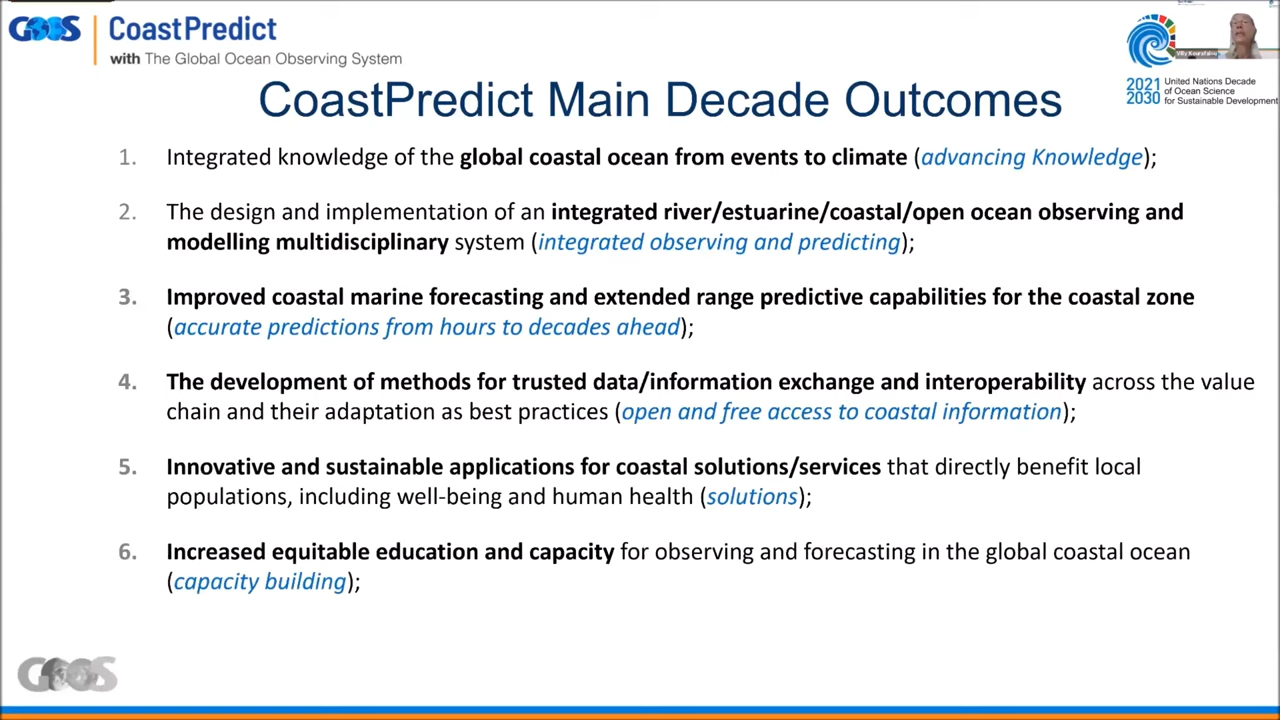 GOOS
CoastPredict
with The Global Ocean Observing System
2021
2030
United Nations Decade
of Ocean Science
for Sustainable Development
CoastPredict Main Decade Outcomes
1. Integrated knowledge of the global coastal ocean from events to climate (advancing Knowledge);
2. The design and implementation of an integrated river/estuarine/coastal/open ocean observing and
modelling multidisciplinary system (integrated observing and predicting);
3. Improved coastal marine forecasting and extended range predictive capabilities for the coastal zone
(accurate predictions from hours to decades ahead);
4. The development of methods for trusted data/information exchange and interoperability across the value
chain and their adaptation as best practices (open and free access to coastal information);
5. Innovative and sustainable applications for coastal solutions/services that directly benefit local
populations, including well-being and human health (solutions);
6. Increased equitable education and capacity for observing and forecasting in the global coastal ocean
(capacity building);
GOOS